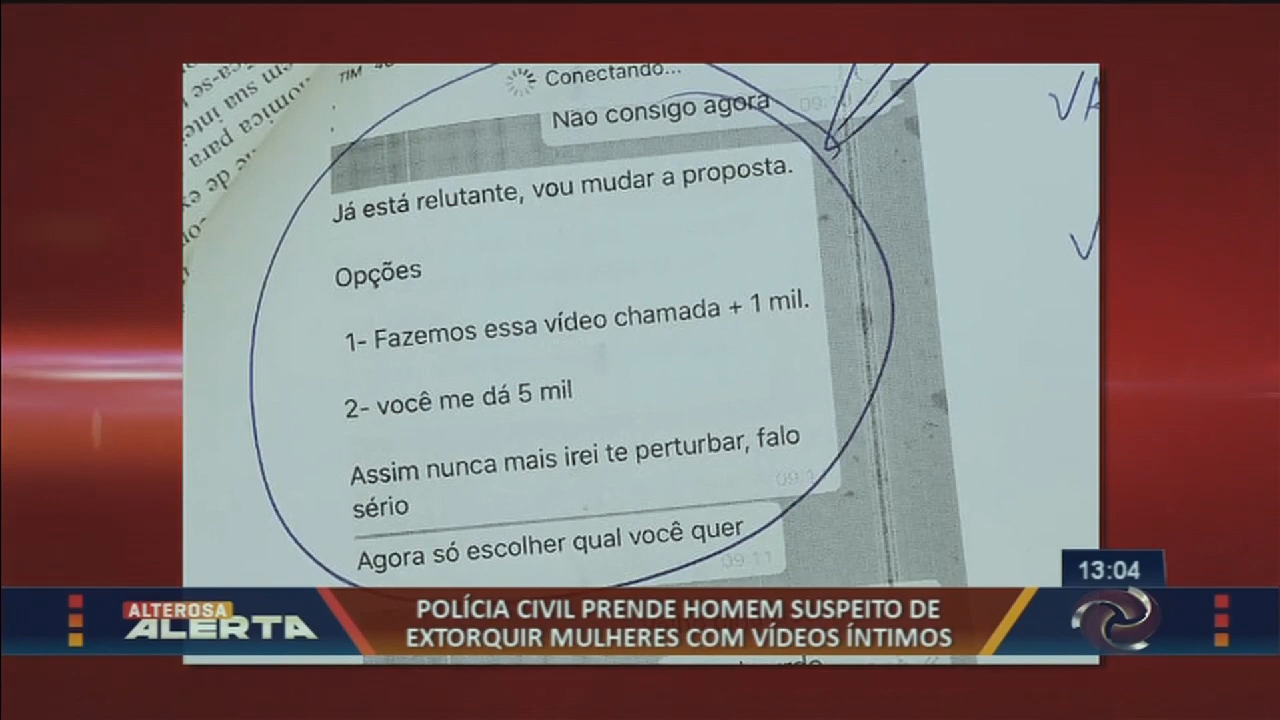 TIM
Conectando...
Não consigo agora
Já está relutante, vou mudar a proposta.
Opções
1- Fazemos essa vídeo chamada + 1 mil.
2- você me dá 5 mil
Assim nunca mais irei te perturbar, falo
sério
Agora só escolher qual você quer
09:11
13:04
ALTEROSA
ALERTA
POLÍCIA CIVIL PRENDE HOMEM SUSPEITO DE
EXTORQUIR MULHERES COM VÍDEOS ÍNTIMOS